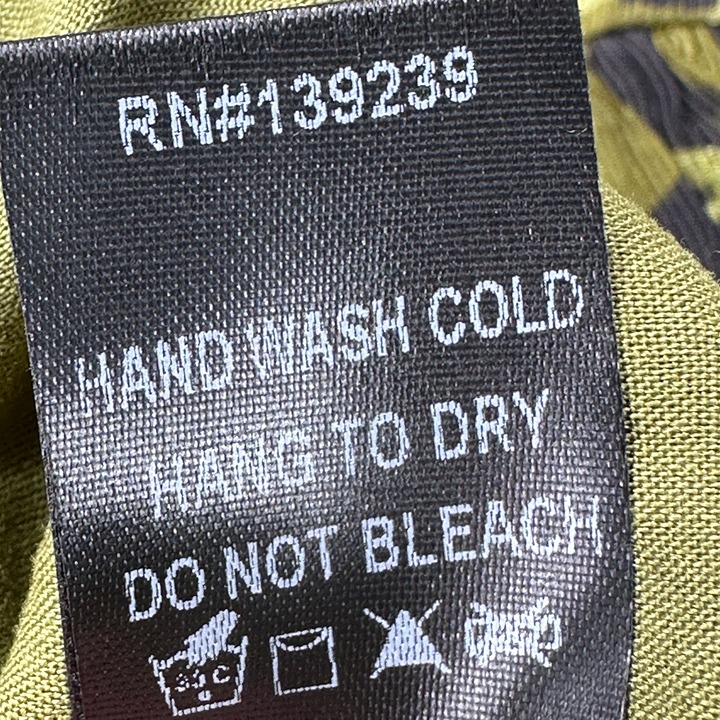 RN#139239
HAND WASH COLD
HANG TO DRY
DO NOT BLEACH